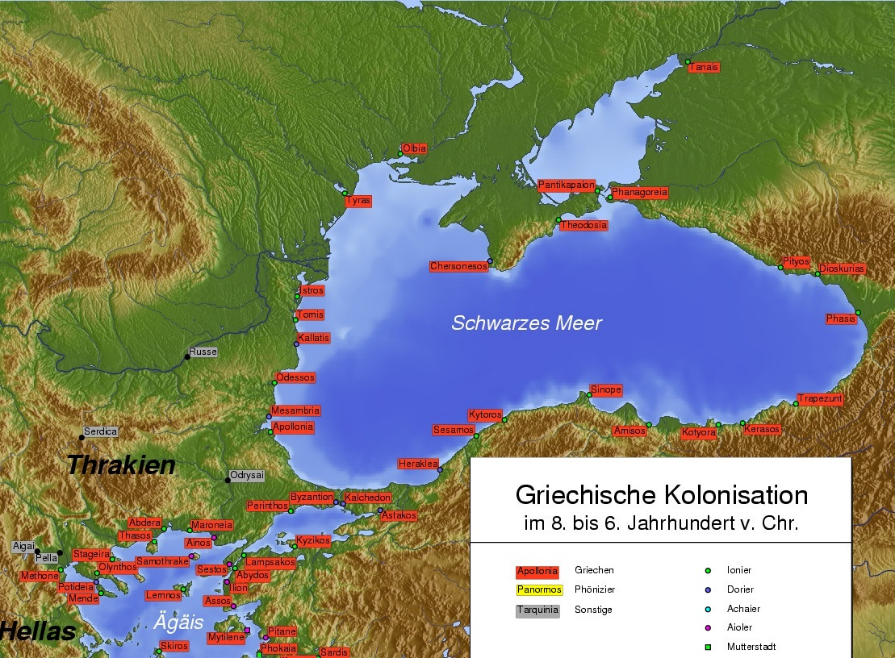 Tanais
Olbia
Pantikapaion
Phanagoreia
Tyras
Theodosia
Chersonesos
Pityos
Dioskurias
Istros
Tomis
Phasis
Schwarzes Meer
Kallatis
Russe
Odessos
Sinope
Trapezunt
Mesambria
Kytoros
Apollonia
Sesamos
Amisos
Kotyora
Kerasos
Serdica
Thrakien
Heraklea
Odrysai
Byzantion
Kalchedon
Perinthos
Astakos
Abdera
Maroneia
Thasos
Ainos
Kyzikos
Aigai
Pella
Stageira
Samothrake
Lampsakos
Olynthos
Sestos
Abydos
Methone
Potideia
Ilion
Mende
Lemnos
Assos
Ägäis
Hellas
Mytilene
Pitane
Skiros
Phokaia
Sardis
Griechische Kolonisation
im 8. bis 6. Jahrhundert v. Chr.
Apollonia Griechen Ionier
Panormos Phönizier Dorier
Tarquinia Sonstige Achaier
Aioler
Mutterstadt